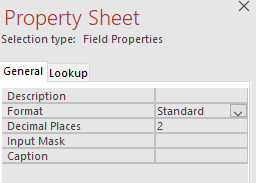 Property Sheet
Selection type: Field Properties
General Lookup
Description
Format Standard
Decimal Places 2
Input Mask
Caption